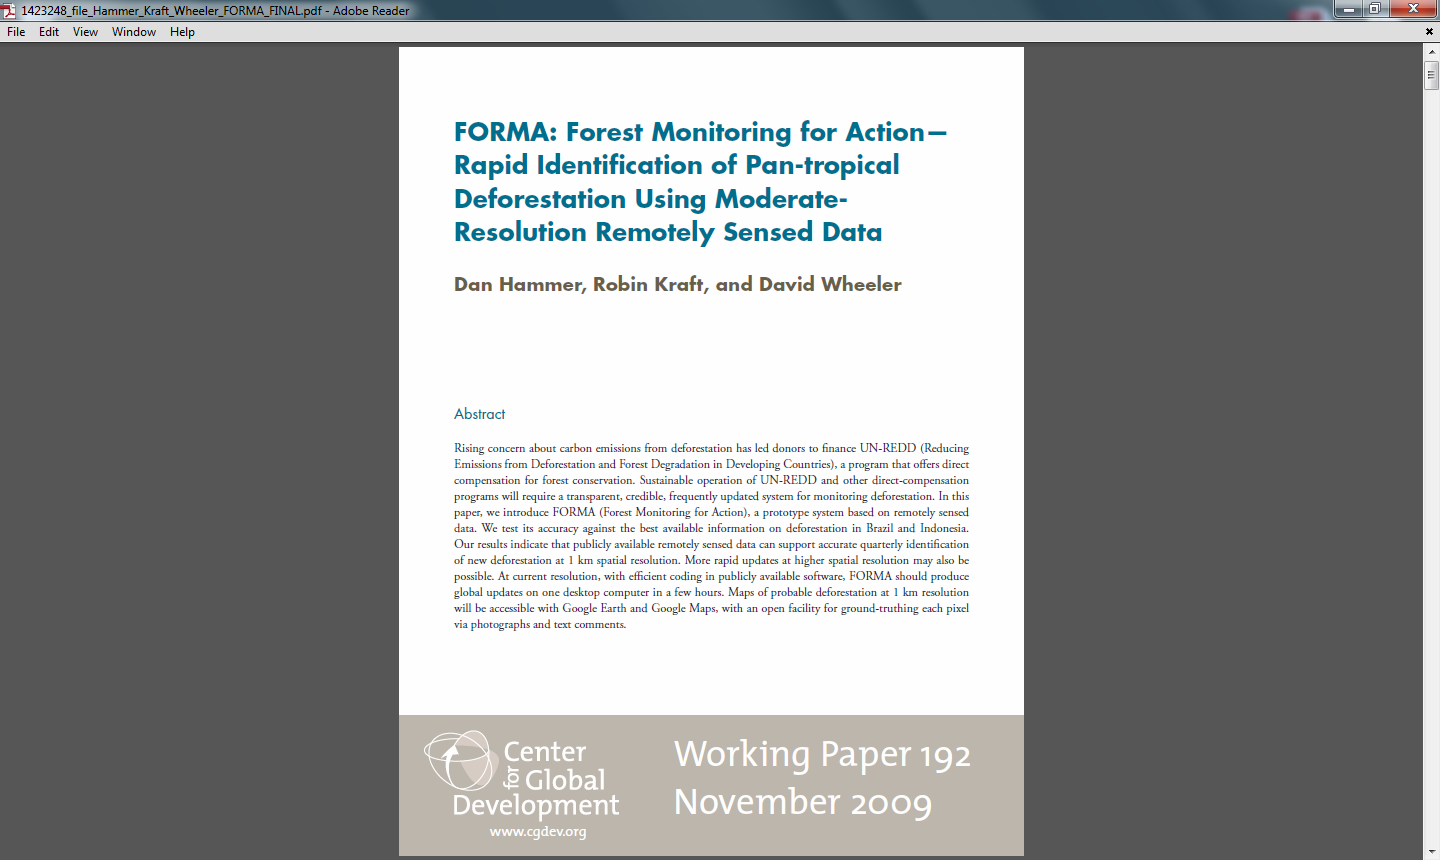 1423248_file_Hammer_Kraft_Wheeler_FORMA_FINAL.pdf - Adobe Reader
File Edit View Window Help
FORMA: Forest Monitoring for Action—
Rapid Identification of Pan-tropical
Deforestation Using Moderate-
Resolution Remotely Sensed Data
Dan Hammer, Robin Kraft, and David Wheeler
Abstract
Rising concern about carbon emissions from deforestation has led donors to finance UN-REDD (Reducing
Emissions from Deforestation and Forest Degradation in Developing Countries), a program that offers direct
compensation for forest conservation. Sustainable operation of UN-REDD and other direct-compensation
programs will require a transparent, credible, frequently updated system for monitoring deforestation. In this
paper, we introduce FORMA (Forest Monitoring for Action), a prototype system based on remotely sensed
data. We test its accuracy against the best available information on deforestation in Brazil and Indonesia.
Our results indicate that publicly available remotely sensed data can support accurate quarterly identification
of new deforestation at 1 km spatial resolution. More rapid updates at higher spatial resolution may also be
possible. At current resolution, with efficient coding in publicly available software, FORMA should produce
global updates on one desktop computer in a few hours. Maps of probable deforestation at 1 km resolution
will be accessible with Google Earth and Google Maps, with an open facility for ground-truthing each pixel
via photographs and text comments.
Center
for Global
Development
www.cgdev.org
Working Paper 192
November 2009